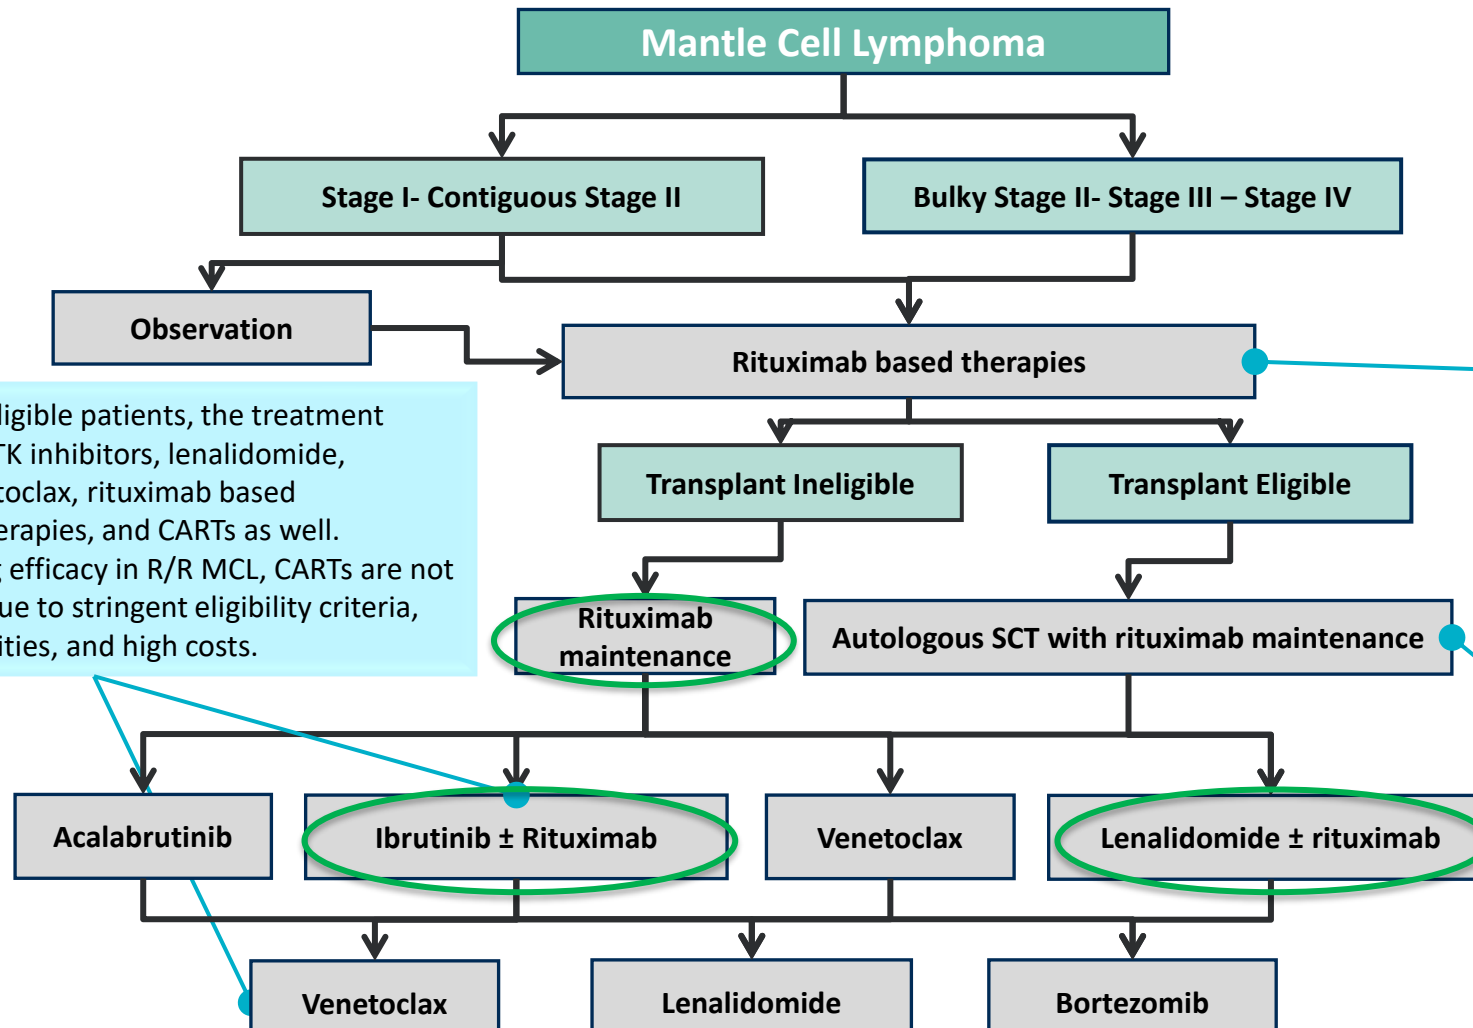 Mantle Cell Lymphoma
Stage I- Contiguous Stage II
Bulky Stage II- Stage III – Stage IV
Observation
Rituximab based therapies
ligible patients, the treatment
TK inhibitors, lenalidomide,
toclax, rituximab based
erapies, and CARTs as well.
g efficacy in R/R MCL, CARTs are not
ue to stringent eligibility criteria,
ities, and high costs.
Transplant Ineligible
Transplant Eligible
Rituximab
maintenance
Autologous SCT with rituximab maintenance
Acalabrutinib
Ibrutinib ± Rituximab
Venetoclax
Lenalidomide ± rituximab
Venetoclax
Lenalidomide
Bortezomib